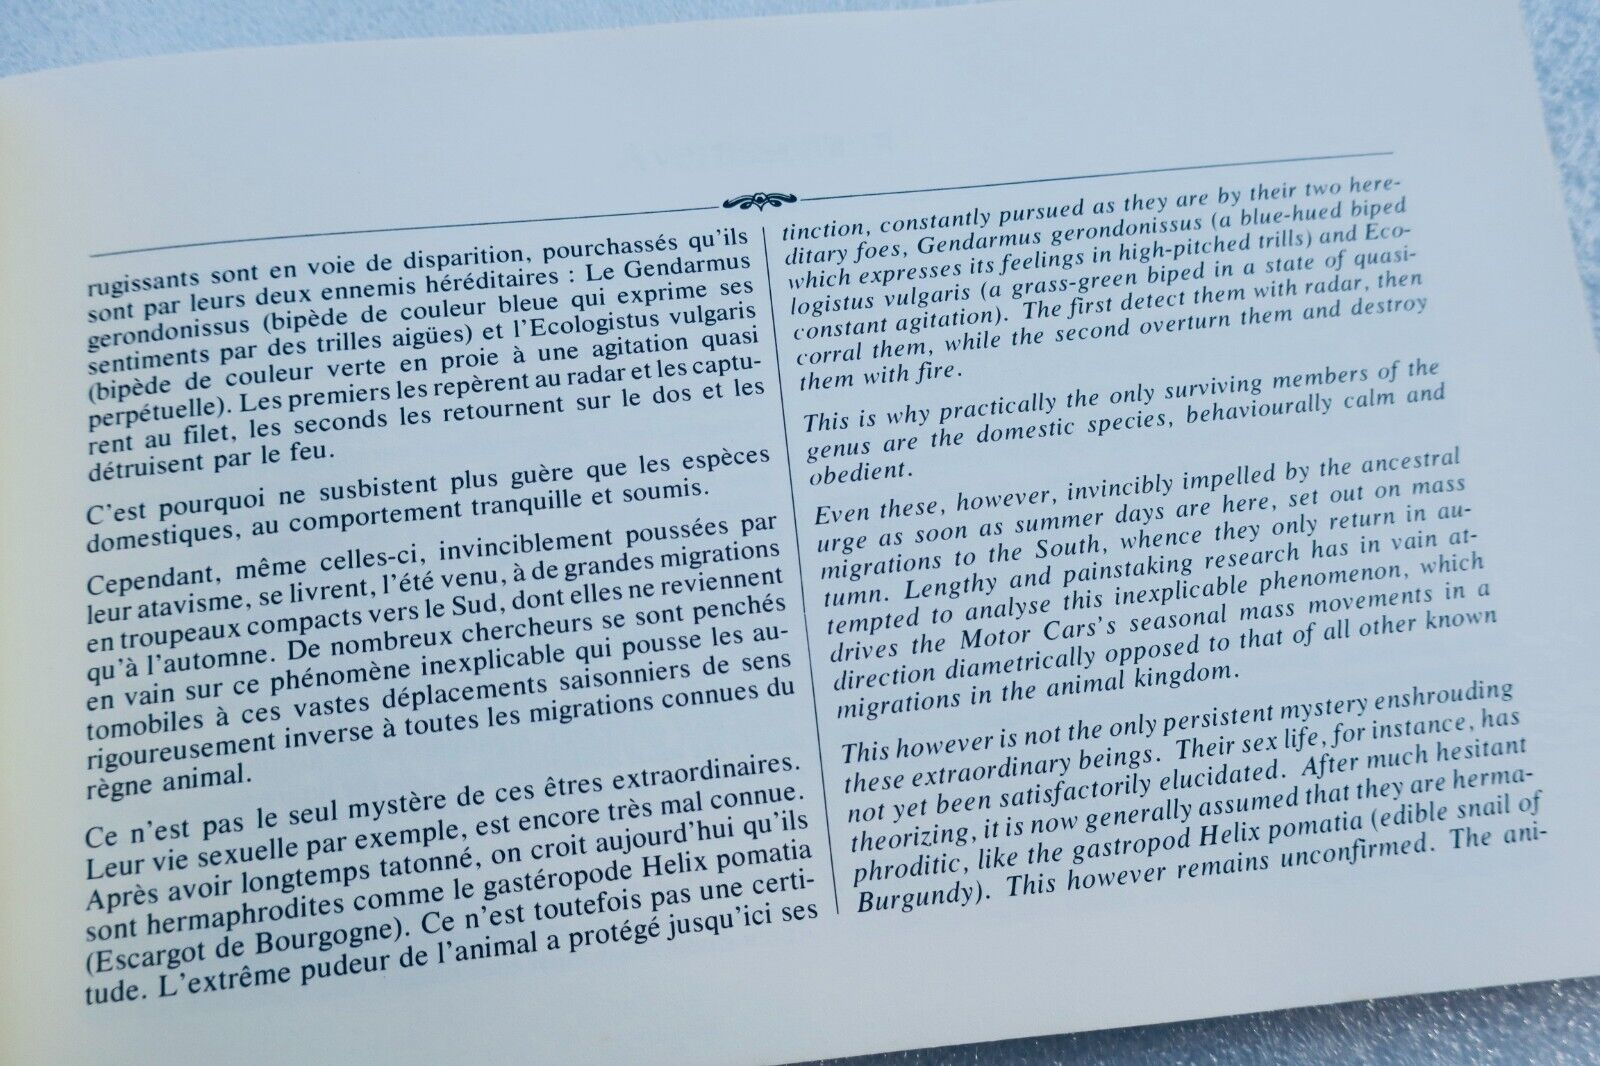 rugissants sont en voie de disparition, pourchassés qu'ils
sont par leurs deux ennemis héréditaires : Le Gendarmus
gerondonissus (bipède de couleur bleue qui exprime ses
sentiments par des trilles aigües) et l'Ecologistus vulgaris
(bipède de couleur verte en proie à une agitation quasi
perpétuelle). Les premiers les repèrent au radar et les captu-
rent au filet, les seconds les retournent sur le dos et les
détruisent par le feu.
C'est pourquoi ne susbistent plus guère que les espèces
domestiques, au comportement tranquille et soumis.
Cependant, même celles-ci, invinciblement poussées par
leur atavisme, se livrent, l'été venu, à de grandes migrations
en troupeaux compacts vers le Sud, dont elles ne reviennent
qu'à l'automne. De nombreux chercheurs se sont penchés
en vain sur ce phénomène inexplicable qui pousse les au-
tomobiles à ces vastes déplacements saisonniers de sens
rigoureusement inverse à toutes les migrations connues du
règne animal.
Ce n'est pas le seul mystère de ces êtres extraordinaires.
Leur vie sexuelle par exemple, est encore très mal connue.
Après avoir longtemps tatonné, on croit aujourd'hui qu'ils
sont hermaphrodites comme le gastéropode Helix pomatia
(Escargot de Bourgogne). Ce n'est toutefois pas une certi-
tude. L'extrême pudeur de l'animal a protégé jusqu'ici ses
tinction, constantly pursued as they are by their two here-
ditary foes, Gendarmus gerondonissus (a blue-hued biped
which expresses its feelings in high-pitched trills) and Eco-
logistus vulgaris (a grass-green biped in a state of quasi-
constant agitation). The first detect them with radar, then
corral them, while the second overturn them and destroy
them with fire.
This is why practically the only surviving members of the
genus are the domestic species, behaviourally calm and
obedient.
Even these, however, invincibly impelled by the ancestral
urge as soon as summer days are here, set out on mass
migrations to the South, whence they only return in au-
tumn. Lengthy and painstaking research has in vain at-
tempted to analyse this inexplicable phenomenon, which
drives the Motor Cars's seasonal mass movements in a
direction diametrically opposed to that of all other known
migrations in the animal kingdom.
This however is not the only persistent mystery enshrouding
these extraordinary beings. Their sex life, for instance, has
not yet been satisfactorily elucidated. After much hesitant
theorizing, it is now generally assumed that they are herma-
phroditic, like the gastropod Helix pomatia (edible snail of
Burgundy). This however remains unconfirmed. The ani-